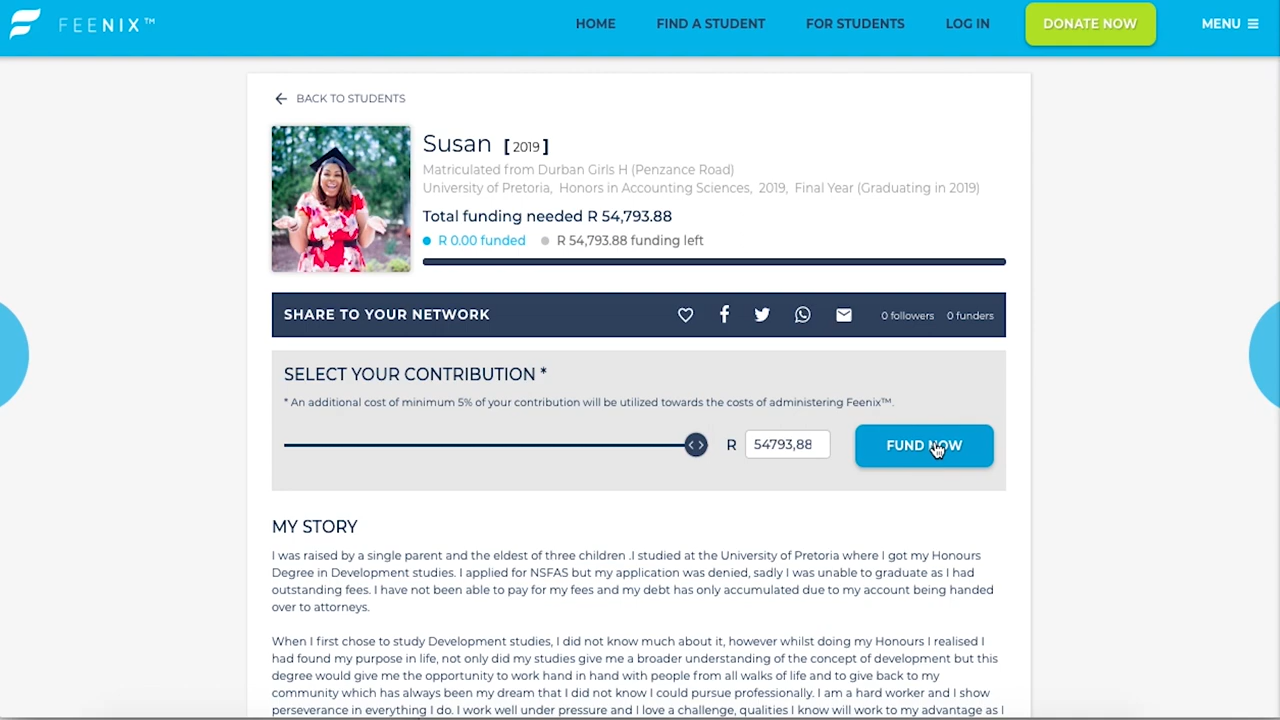 FEENIX™
HOME
FIND A STUDENT
FOR STUDENTS
LOG IN
DONATE NOW
MENU
BACK TO STUDENTS
Susan [ 2019 ]
Matriculated from Durban Girls H (Penzance Road)
University of Pretoria, Honors in Accounting Sciences, 2019, Final Year (Graduating in 2019)
Total funding needed R 54,793.88
R 0.00 funded
R 54,793.88 funding left
SHARE TO YOUR NETWORK
0 followers
0 funders
SELECT YOUR CONTRIBUTION *
* An additional cost of minimum 5% of your contribution will be utilized towards the costs of administering Feenix™.
R
54793,88
FUND NOW
MY STORY
I was raised by a single parent and the eldest of three children .I studied at the University of Pretoria where I got my Honours
Degree in Development studies. I applied for NSFAS but my application was denied, sadly I was unable to graduate as I had
outstanding fees. I have not been able to pay for my fees and my debt has only accumulated due to my account being handed
over to attorneys.
When I first chose to study Development studies, I did not know much about it, however whilst doing my Honours I realised I
had found my purpose in life, not only did my studies give me a broader understanding of the concept of development but this
degree would give me the opportunity to work hand in hand with people from all walks of life and to give back to my
community which has always been my dream that I did not know I could pursue professionally. I am a hard worker and I show
perseverance in everything I do. I work well under pressure and I love a challenge, qualities I know will work to my advantage as I